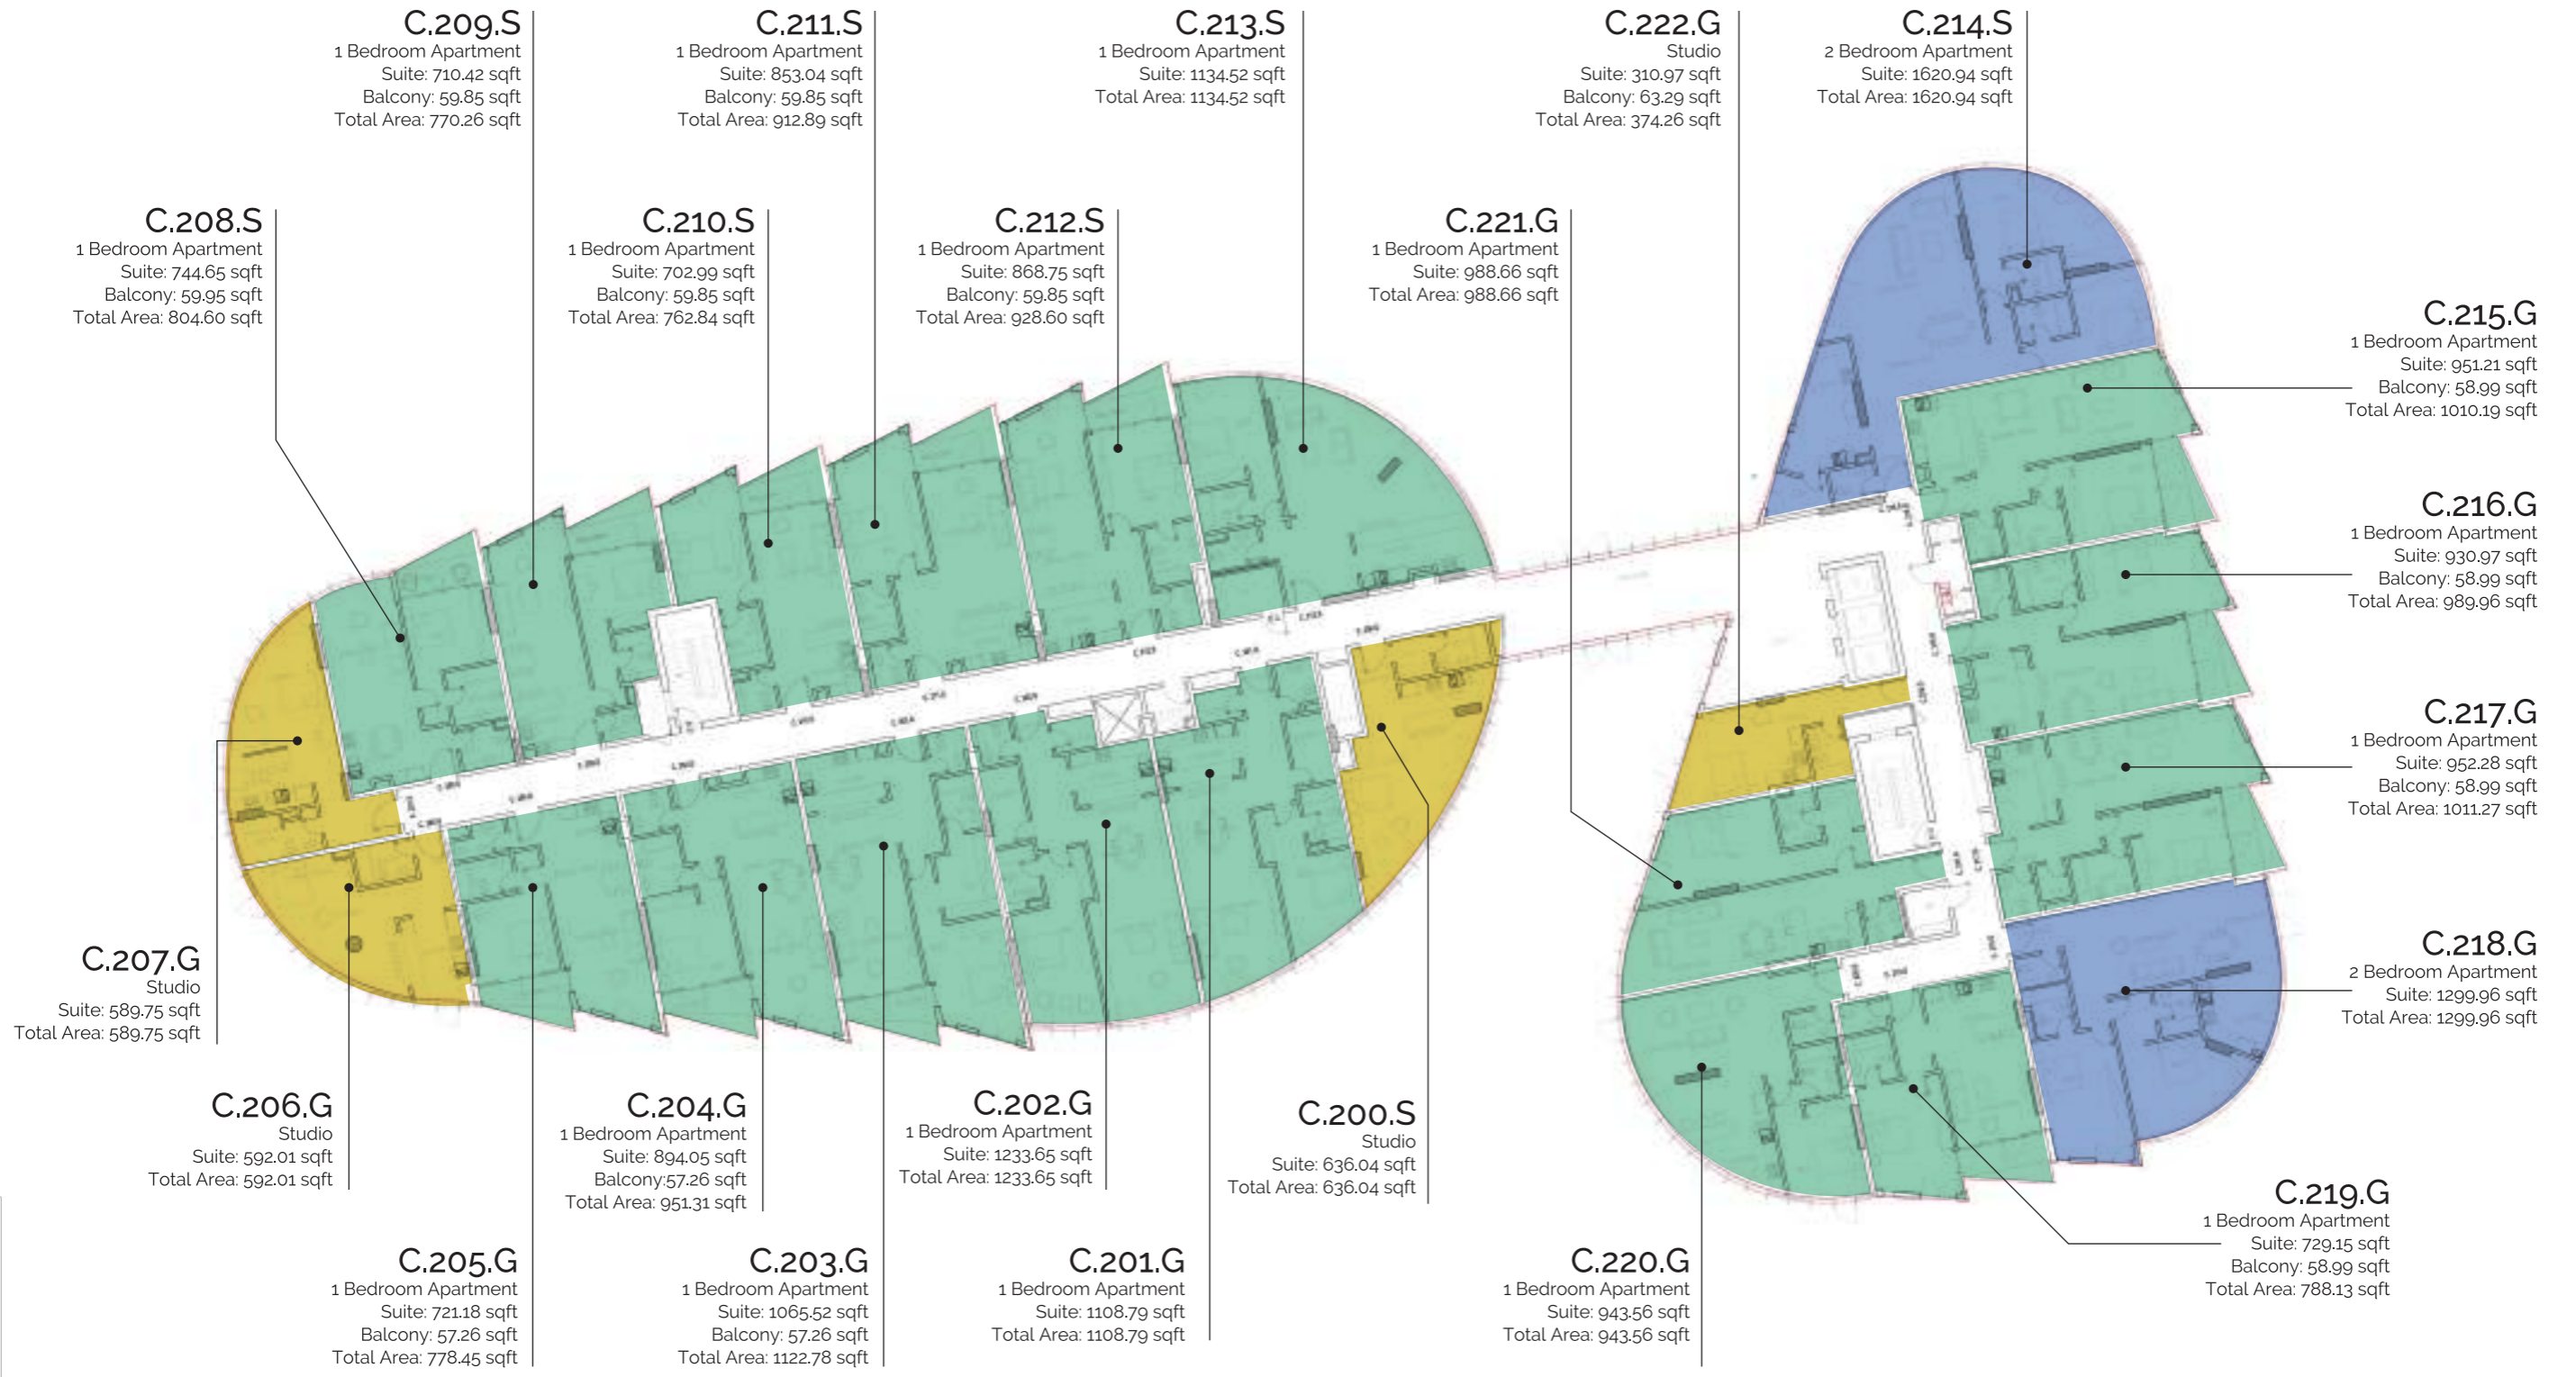 C.209.S
1 Bedroom Apartment
Suite: 710.42 sqft
Balcony: 59.85 sqft
Total Area: 770.26 sqft
C.211.S
1 Bedroom Apartment
Suite: 853.04 sqft
Balcony: 59.85 sqft
Total Area: 912.89 sqft
C.213.S
1 Bedroom Apartment
Suite: 1134.52 sqft
Total Area: 1134.52 sqft
C.222.G
Studio
Suite: 310.97 sqft
Balcony: 63.29 sqft
Total Area: 374.26 sqft
C.214.S
2 Bedroom Apartment
Suite: 1620.94 sqft
Total Area: 1620.94 sqft
C.208.S
1 Bedroom Apartment
Suite: 744.65 sqft
Balcony: 59.95 sqft
Total Area: 804.60 sqft
C.210.S
1 Bedroom Apartment
Suite: 702.99 sqft
Balcony: 59.85 sqft
Total Area: 762.84 sqft
C.212.S
1 Bedroom Apartment
Suite: 868.75 sqft
Balcony: 59.85 sqft
Total Area: 928.60 sqft
C.221.G
1 Bedroom Apartment
Suite: 988.66 sqft
Total Area: 988.66 sqft
C.215.G
1 Bedroom Apartment
Suite: 951.21 sqft
Balcony: 58.99 sqft
Total Area: 1010.19 sqft
C.216.G
1 Bedroom Apartment
Suite: 930.97 sqft
Balcony: 58.99 sqft
Total Area: 989.96 sqft
C.217.G
1 Bedroom Apartment
Suite: 952.28 sqft
Balcony: 58.99 sqft
Total Area: 1011.27 sqft
C.218.G
2 Bedroom Apartment
Suite: 1299.96 sqft
Total Area: 1299.96 sqft
C.207.G
Studio
Suite: 589.75 sqft
Total Area: 589.75 sqft
C.206.G
Studio
Suite: 592.01 sqft
Total Area: 592.01 sqft
C.204.G
1 Bedroom Apartment
Suite: 894.05 sqft
Balcony:57.26 sqft
Total Area: 951.31 sqft
C.202.G
1 Bedroom Apartment
Suite: 1233.65 sqft
Total Area: 1233.65 sqft
C.200.S
Studio
Suite: 636.04 sqft
Total Area: 636.04 sqft
C.219.G
1 Bedroom Apartment
Suite: 729.15 sqft
Balcony: 58.99 sqft
Total Area: 788.13 sqft
C.205.G
1 Bedroom Apartment
Suite: 721.18 sqft
Balcony: 57.26 sqft
Total Area: 778.45 sqft
C.203.G
1 Bedroom Apartment
Suite: 1065.52 sqft
Balcony: 57.26 sqft
Total Area: 1122.78 sqft
C.201.G
1 Bedroom Apartment
Suite: 1108.79 sqft
Total Area: 1108.79 sqft
C.220.G
1 Bedroom Apartment
Suite: 943.56 sqft
Total Area: 943.56 sqft